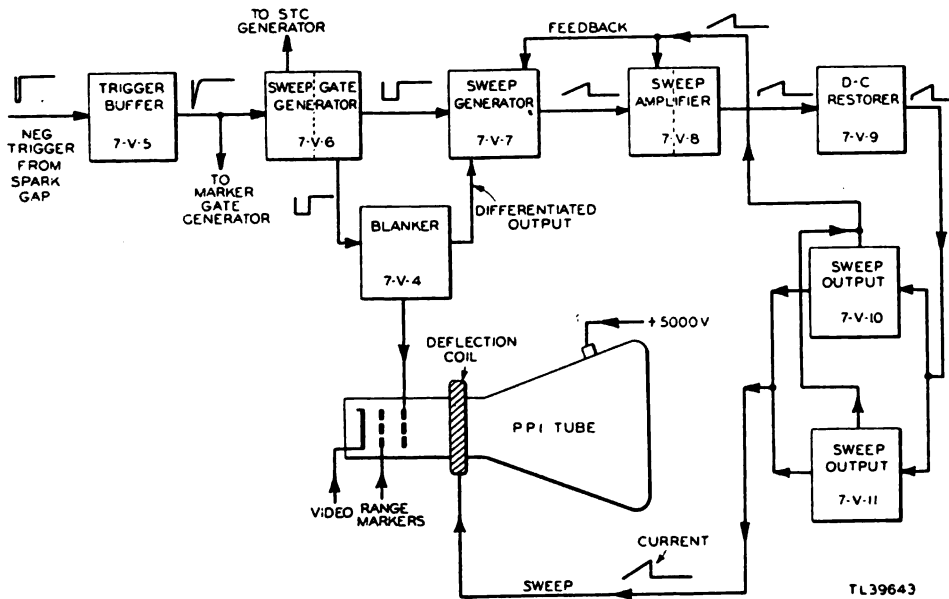 TO STC
GENERATOR
FEEDBACK
TRIGGER
BUFFER
7-V-5
SWEEP GATE
GENERATOR
7-V-6
SWEEP
GENERATOR
7-V-7
SWEEP
AMPLIFIER
7-V-8
D-C
RESTORER
7-V-9
NEG
TRIGGER
FROM
SPARK
GAP
TO
MARKER
GATE
GENERATOR
BLANKER
7-V-4
DIFFERENTIATED
OUTPUT
SWEEP
OUTPUT
7-V-10
+5000V
DEFLECTION
COIL
PPI TUBE
SWEEP
OUTPUT
7-V-11
VIDEO
RANGE
MARKERS
CURRENT
SWEEP
TL39643